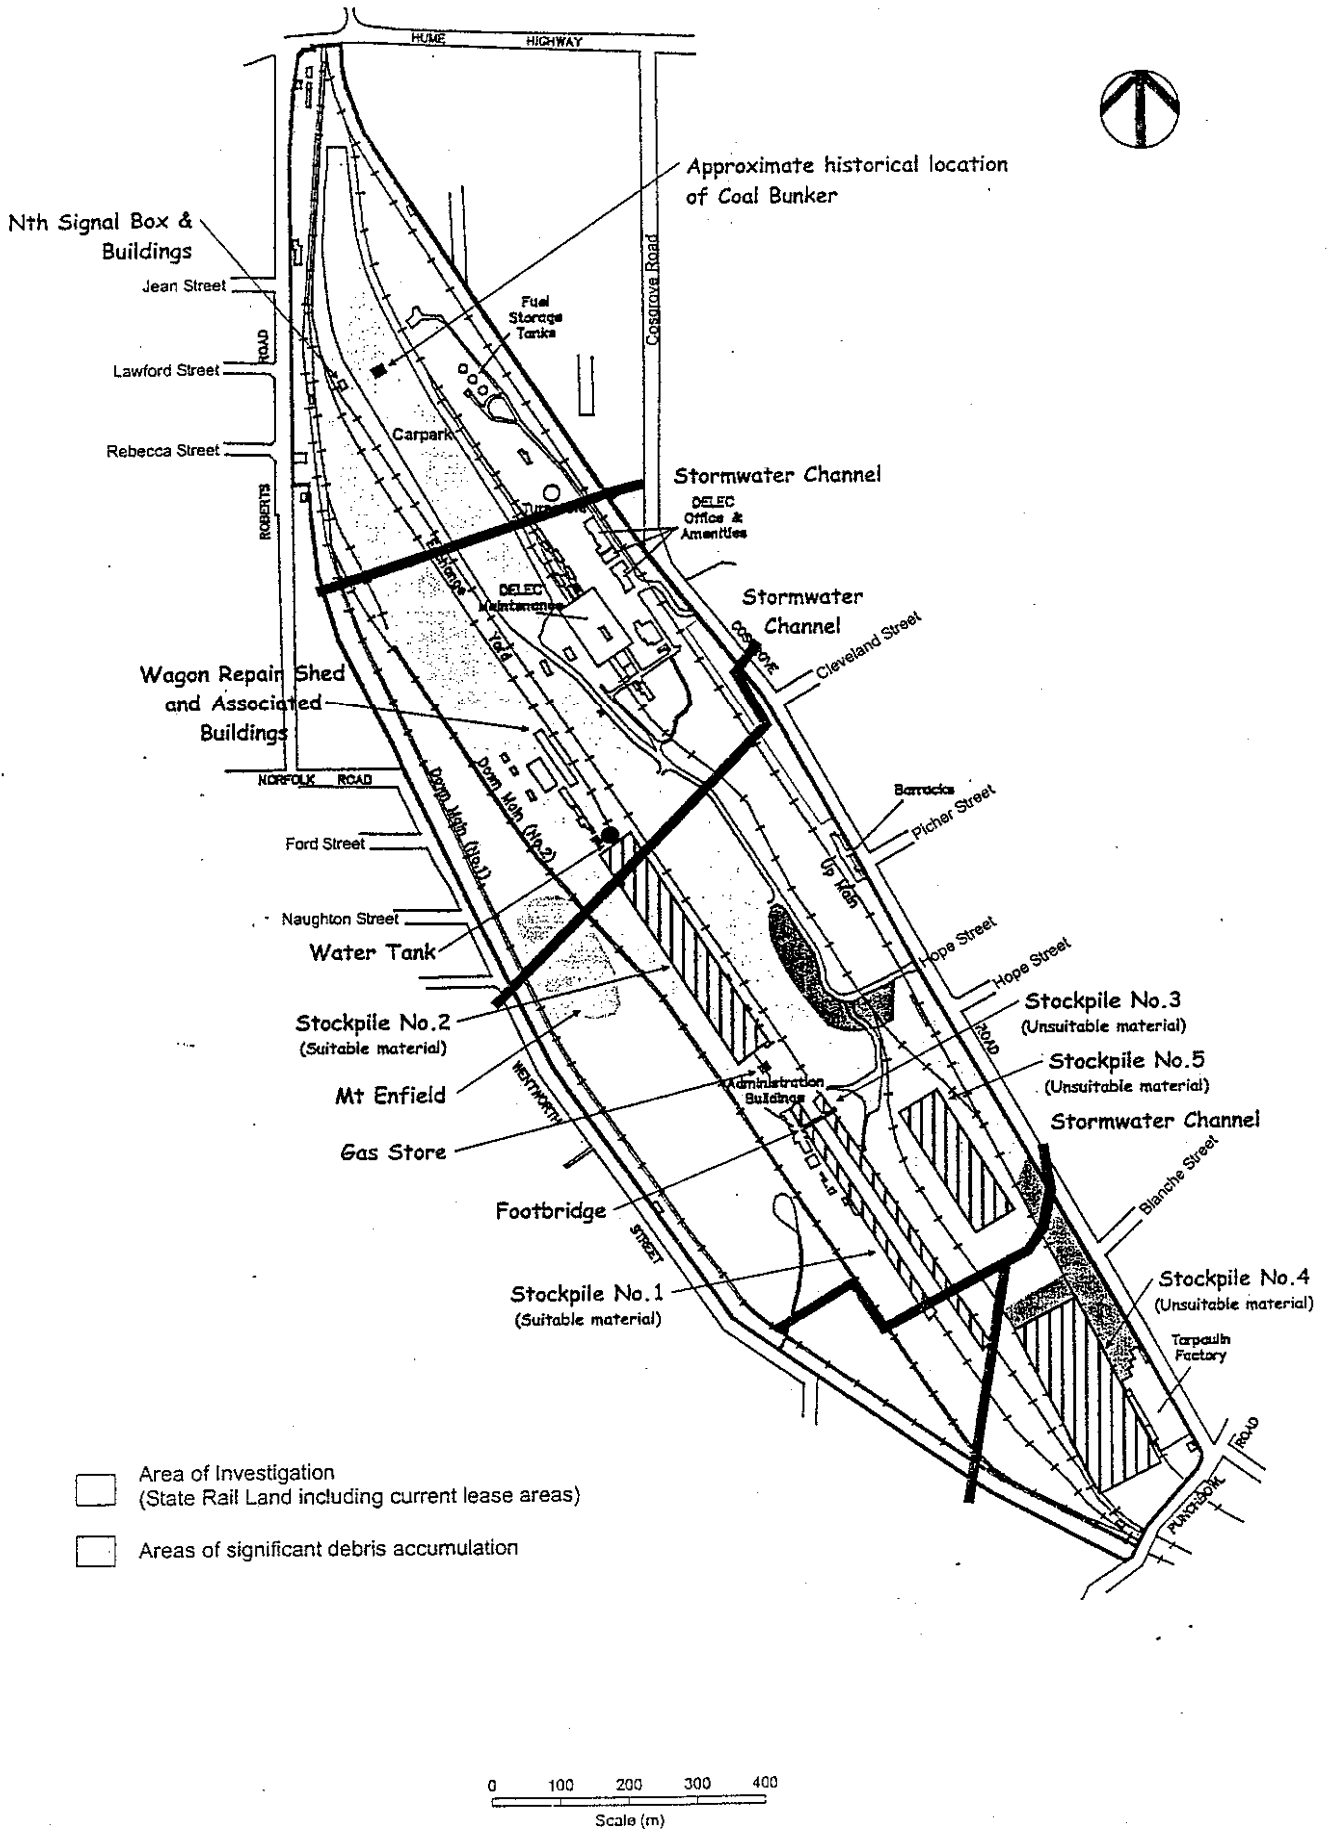 HUME HIGHWAY
Approximate historical location
of Coal Bunker
Nth Signal Box &
Buildings
Cosgrove Road
Jean Street
Fuel
Storage
Tanks
ROAD
Lawford Street
Carpark
Rebecca Street
Stormwater Channel
ROBERTS
DELEC
Office &
Amenities
Exchange
Yard
DELEC
Maintenance
Stormwater
Channel
COSGROVE
Cleveland Street
Wagon Repair Shed
and Associated
Buildings
NORFOLK ROAD
Down Main (No.1)
Down Main (No.2)
Barracks
Picher Street
Ford Street
Up Main
Naughton Street
Water Tank
Hope Street
Hope Street
Stockpile No.3
(Unsuitable material)
Stockpile No.2
(Suitable material)
ROAD
Stockpile No.5
(Unsuitable material)
WENTWORTH
Mt Enfield
Administration
Buildings
Stormwater Channel
Gas Store
Blanche Street
Footbridge
STREET
Stockpile No.1
(Suitable material)
Stockpile No.4
(Unsuitable material)
Tarpaulin
Factory
ROAD
PUNCHBOWL
Area of Investigation
(State Rail Land including current lease areas)
Areas of significant debris accumulation
0 100 200 300 400
Scale (m)